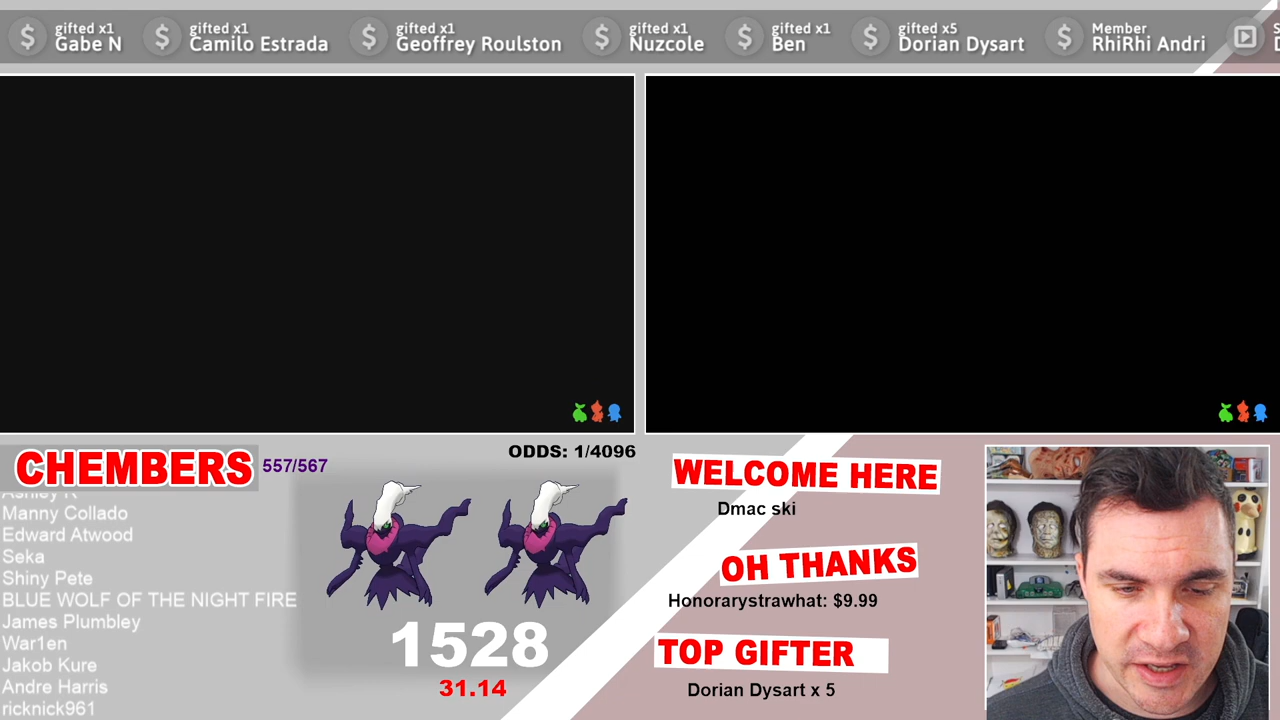 gifted x1
Gabe N
gifted x1
Camilo Estrada
gifted x1
Geoffrey Roulston
gifted x1
Nuzcole
gifted x1
Ben
gifted x5
Dorian Dysart
Member
RhiRhi Andri
CHEMBERS
557/567
ODDS: 1/4096
Ashley R
Manny Collado
Edward Atwood
Seka
Shiny Pete
BLUE WOLF OF THE NIGHT FIRE
James Plumbley
War1en
Jakob Kure
Andre Harris
ricknick961
1528
31.14
WELCOME HERE
Dmac ski
OH THANKS
Honorarystrawhat: $9.99
TOP GIFTER
Dorian Dysart x 5